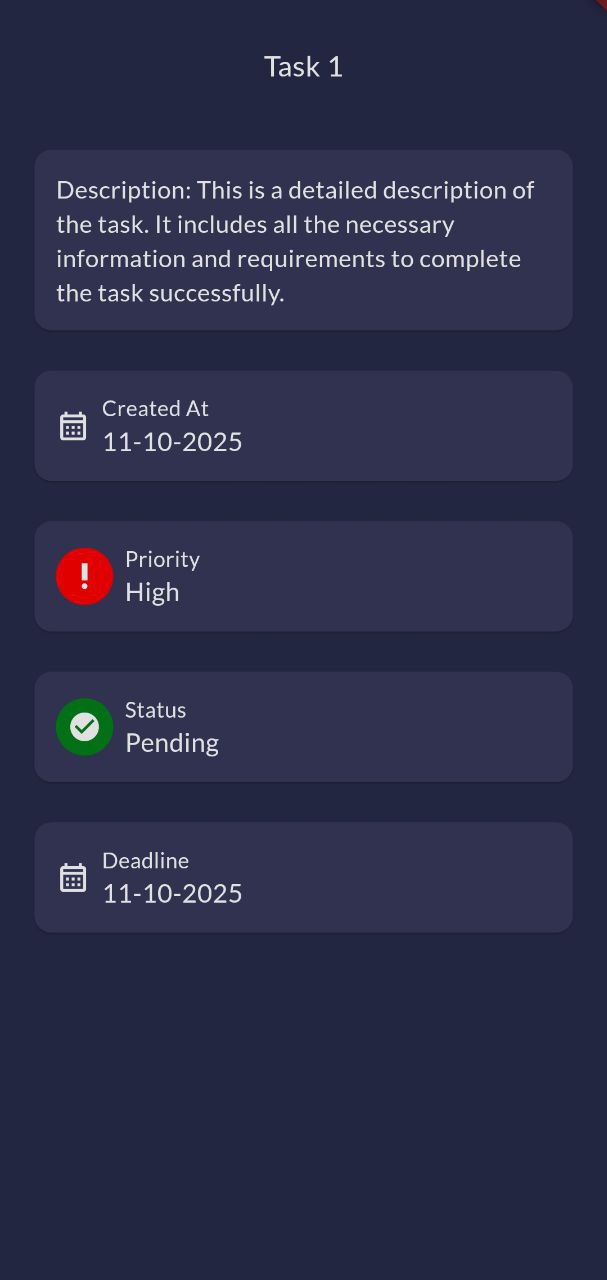 Task 1
Description: This is a detailed description of
the task. It includes all the necessary
information and requirements to complete
the task successfully.
Created At
11-10-2025
Priority
High
Status
Pending
Deadline
11-10-2025